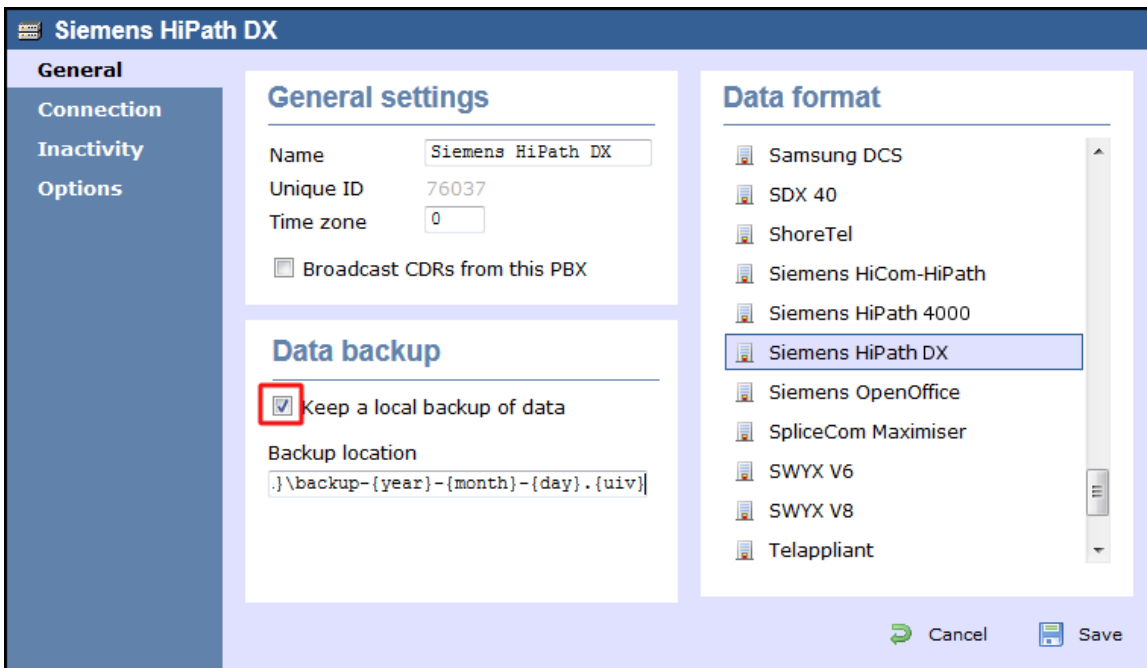 Siemens HiPath DX
General
Connection
Inactivity
Options
General settings
Name Siemens HiPath DX
Unique ID 76037
Time zone 0
Broadcast CDRs from this PBX
Data backup
Keep a local backup of data
Backup location
.}\backup-{year}-{month}-{day}.{uiv}
Data format
Samsung DCS
SDX 40
ShoreTel
Siemens HiCom-HiPath
Siemens HiPath 4000
Siemens HiPath DX
Siemens OpenOffice
SpliceCom Maximiser
SWYX V6
SWYX V8
Telappliant
Cancel Save